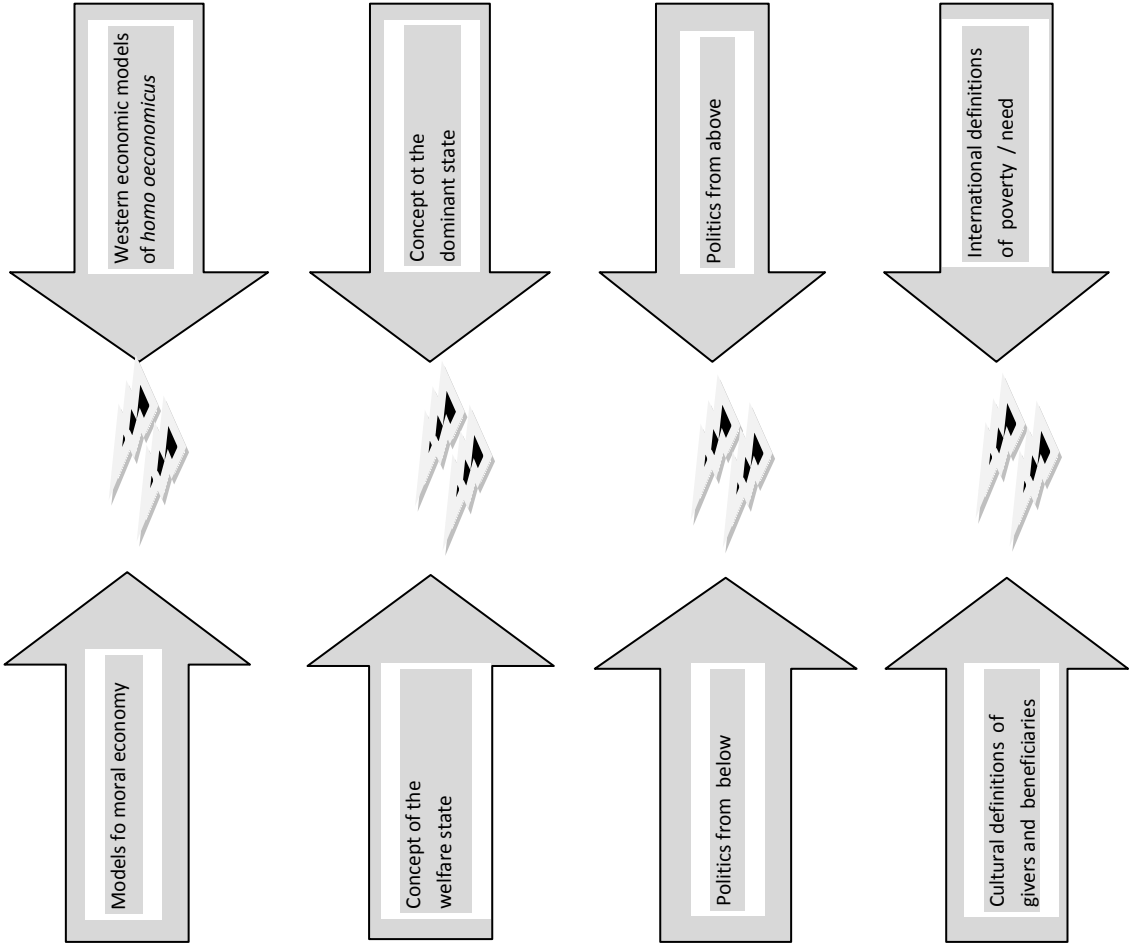 Western economic models
of homo oeconomicus
Concept ot the
dominant state
Politics from above
International definitions
of poverty / need
Models fo moral economy
Concept of the
welfare state
Politics from below
Cultural definitions of
givers and beneficiaries